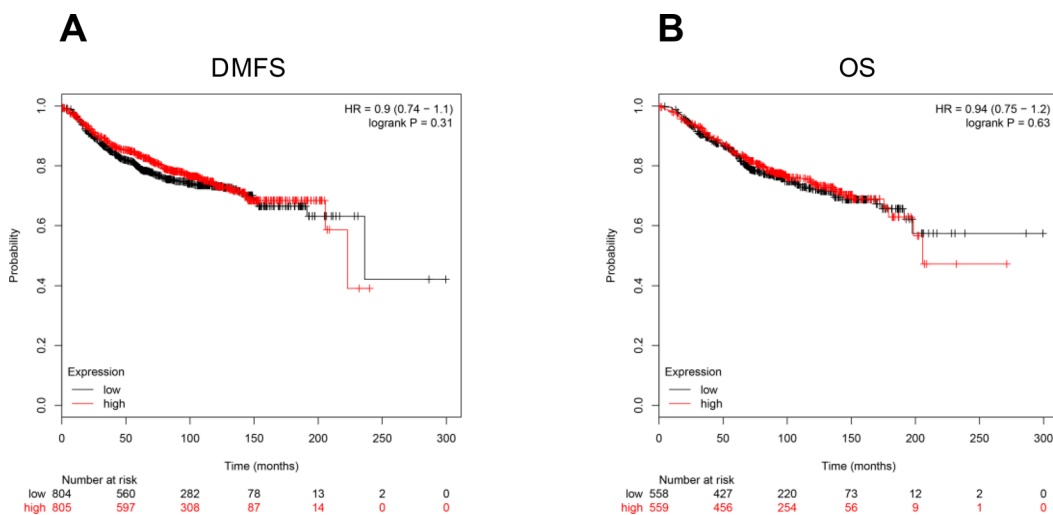 A
DMFS
HR = 0.9 (0.74 − 1.1)
logrank P = 0.31
Probability
1.0
0.8
0.6
0.4
0.2
0.0
Expression
low
high
0 50 100 150 200 250 300
Time (months)
Number at risk
low 804 560 282 78 13 2 0
high 805 597 308 87 14 0 0
B
OS
HR = 0.94 (0.75 − 1.2)
logrank P = 0.63
Probability
1.0
0.8
0.6
0.4
0.2
0.0
Expression
low
high
0 50 100 150 200 250 300
Time (months)
Number at risk
low 558 427 220 73 12 2 0
high 559 456 254 56 9 1 0